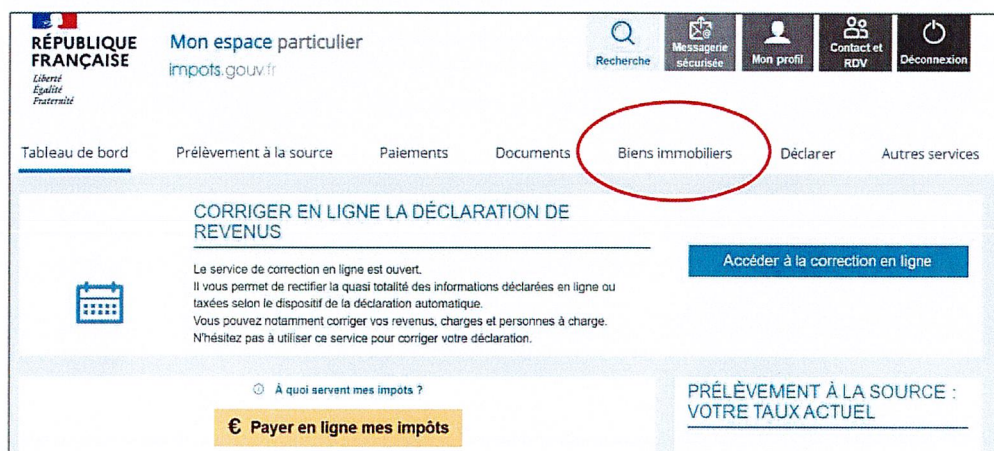 RÉPUBLIQUE
FRANÇAISE
Liberté
Égalité
Fraternité
Mon espace particulier
impots.gouv.fr
Recherche
Messagerie
sécurisée
Mon profil
Contact et
RDV
Déconnexion
Tableau de bord Prélèvement à la source Paiements Documents Biens immobiliers Déclarer Autres services
CORRIGER EN LIGNE LA DÉCLARATION DE
REVENUS
Le service de correction en ligne est ouvert.
Il vous permet de rectifier la quasi totalité des informations déclarées en ligne ou
taxées selon le dispositif de la déclaration automatique.
Vous pouvez notamment corriger vos revenus, charges et personnes à charge.
N'hésitez pas à utiliser ce service pour corriger votre déclaration.
Accéder à la correction en ligne
À quoi servent mes impôts ?
€ Payer en ligne mes impôts
PRÉLÈVEMENT À LA SOURCE :
VOTRE TAUX ACTUEL